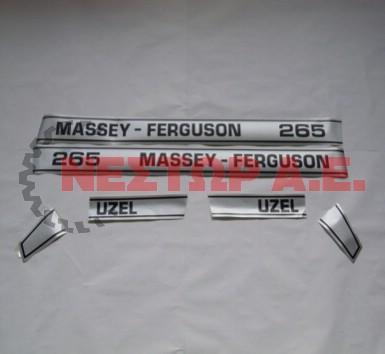 MASSEY - FERGUSON 265
265 MASSEY - FERGUSON
ΝΕΣΤΩΡ Α.Ε.
UZEL UZEL